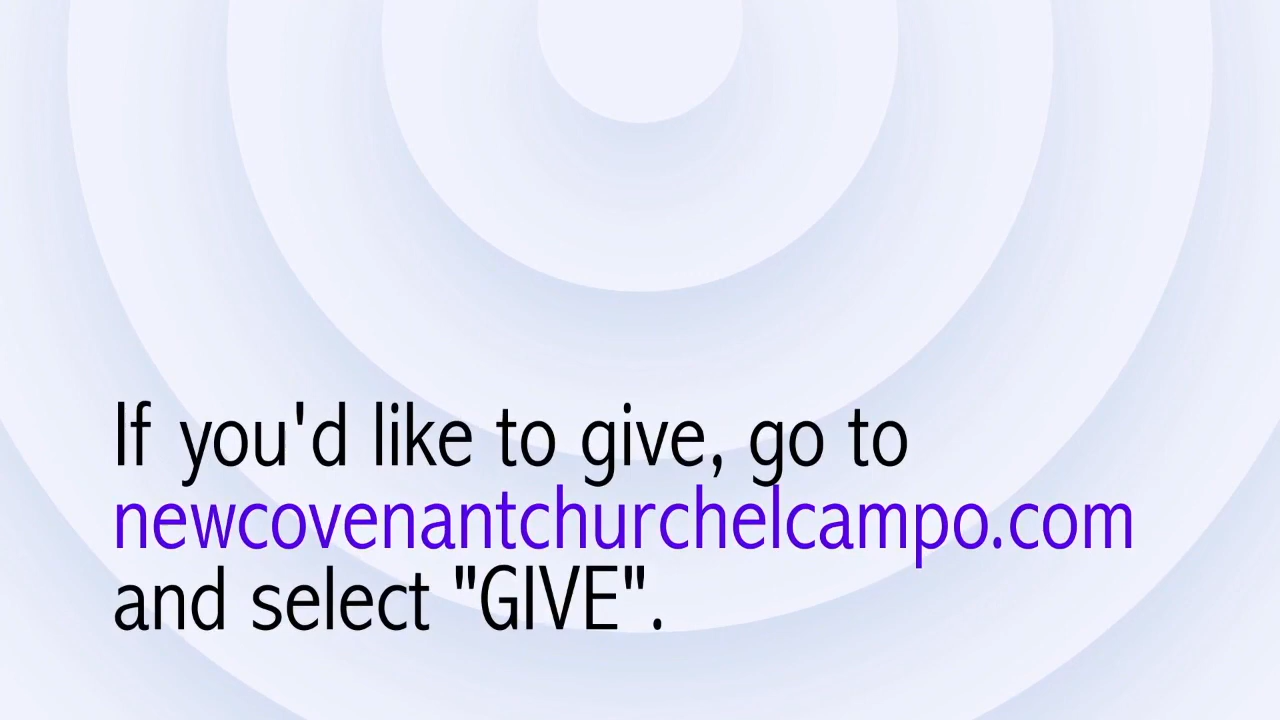 If you'd like to give, go to
newcovenantchurchelcampo.com
and select "GIVE".